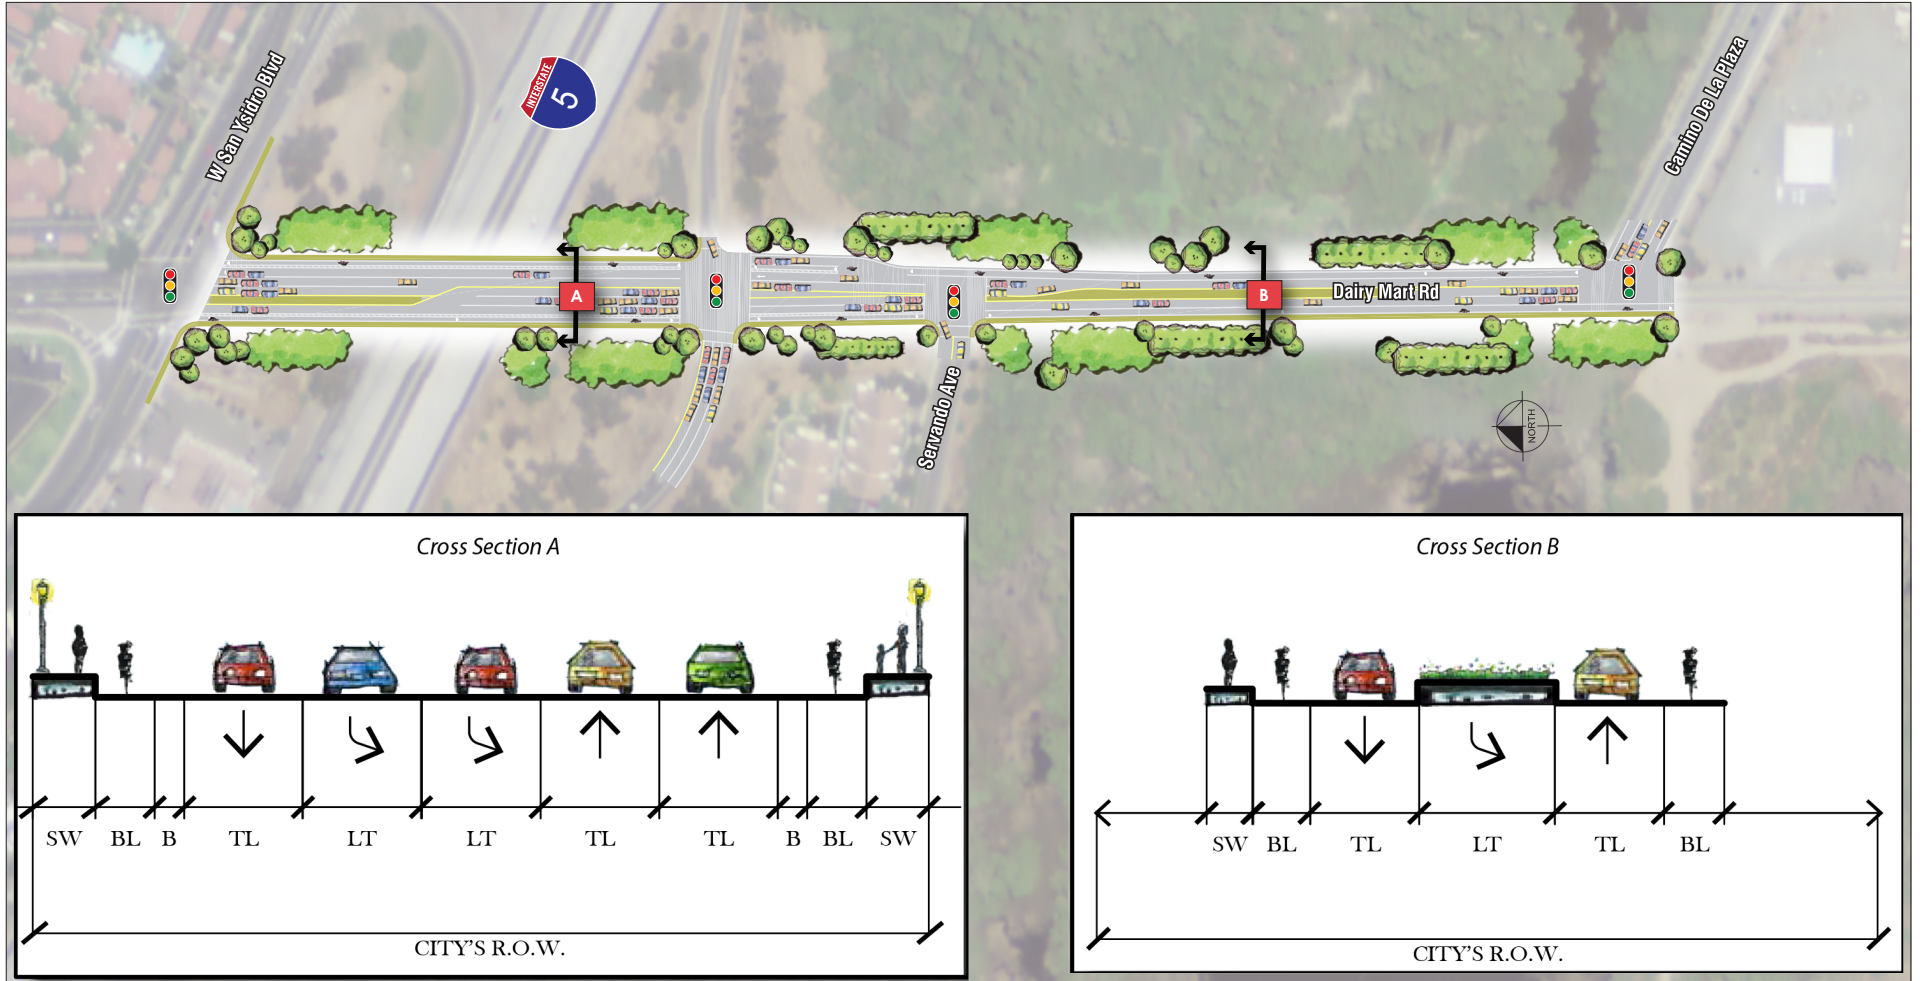 W San Ysidro Blvd
INTERSTATE
5
Camino De La Plaza
A
B
Dairy Mart Rd
Servando Ave
NORTH
Cross Section A
SW BL B TL LT LT TL TL B BL SW
CITY'S R.O.W.
Cross Section B
SW BL TL LT TL BL
CITY'S R.O.W.